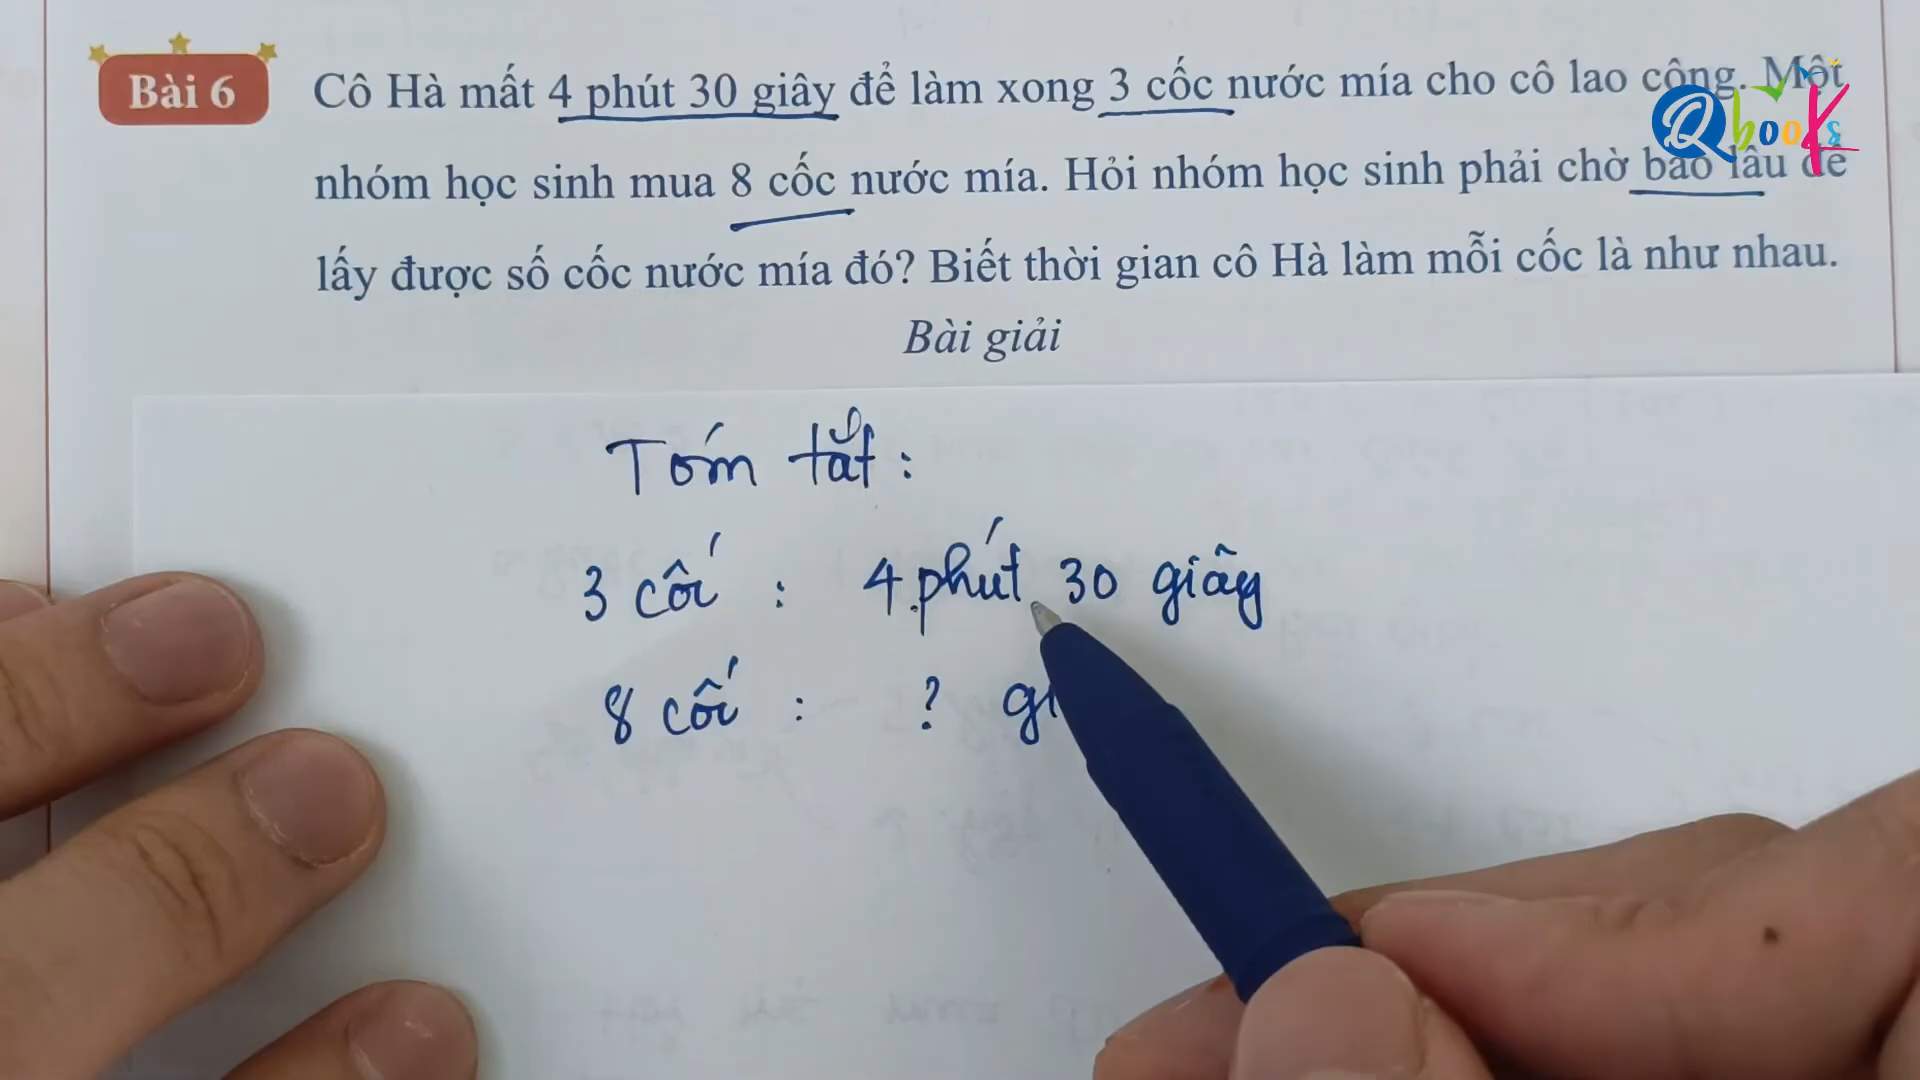 Bài 6
Cô Hà mất 4 phút 30 giây để làm xong 3 cốc nước mía cho cô lao công. Một
Qbooks
nhóm học sinh mua 8 cốc nước mía. Hỏi nhóm học sinh phải chờ bao lâu để
lấy được số cốc nước mía đó? Biết thời gian cô Hà làm mỗi cốc là như nhau.
Bài giải
Tóm tắt:
3 cốc : 4 phút 30 giây
8 cốc : ? gi